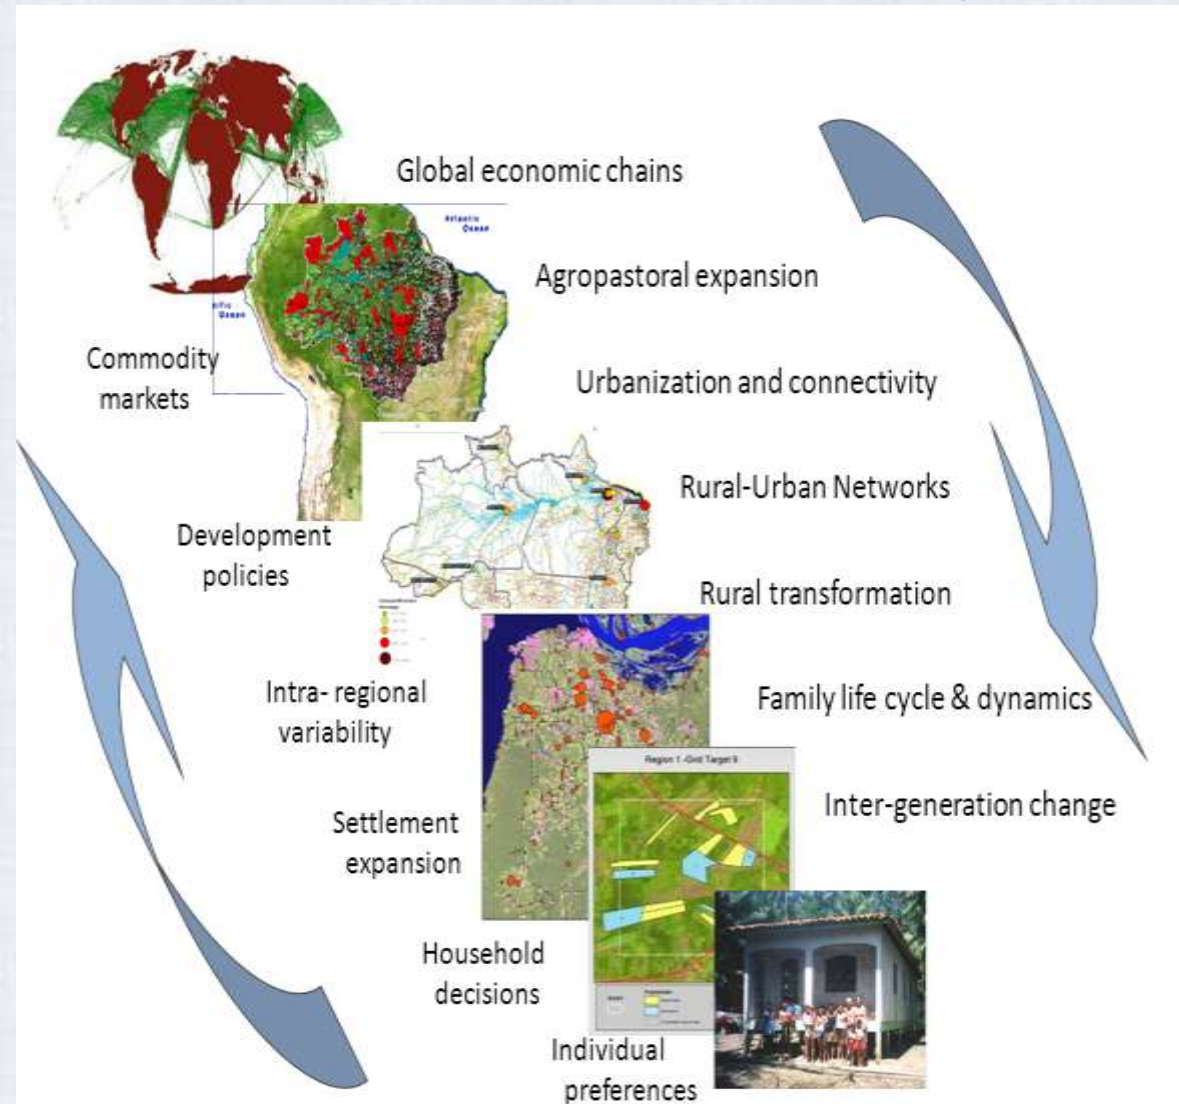 Global economic chains
Atlantic
Ocean
Agropastoral expansion
Ocean
Commodity
markets
Urbanization and connectivity
Rural-Urban Networks
Development
policies
Rural transformation
Intra- regional
variability
Family life cycle & dynamics
Region 1 -Grid Target 9
Inter-generation change
Settlement
expansion
Household
decisions
Individual
preferences